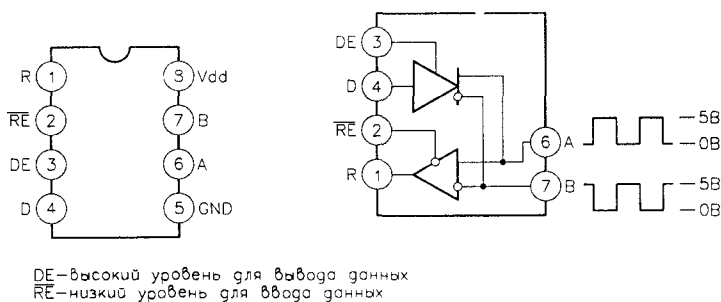 R 1 8 Vdd
RE 2 7 B
DE 3 6 A
D 4 5 GND
DE 3
D 4
RE 2
R 1
6 A
7 B
5В
0В
5В
0В
DE-высокий уровень для вывода данных
RE-низкий уровень для ввода данных